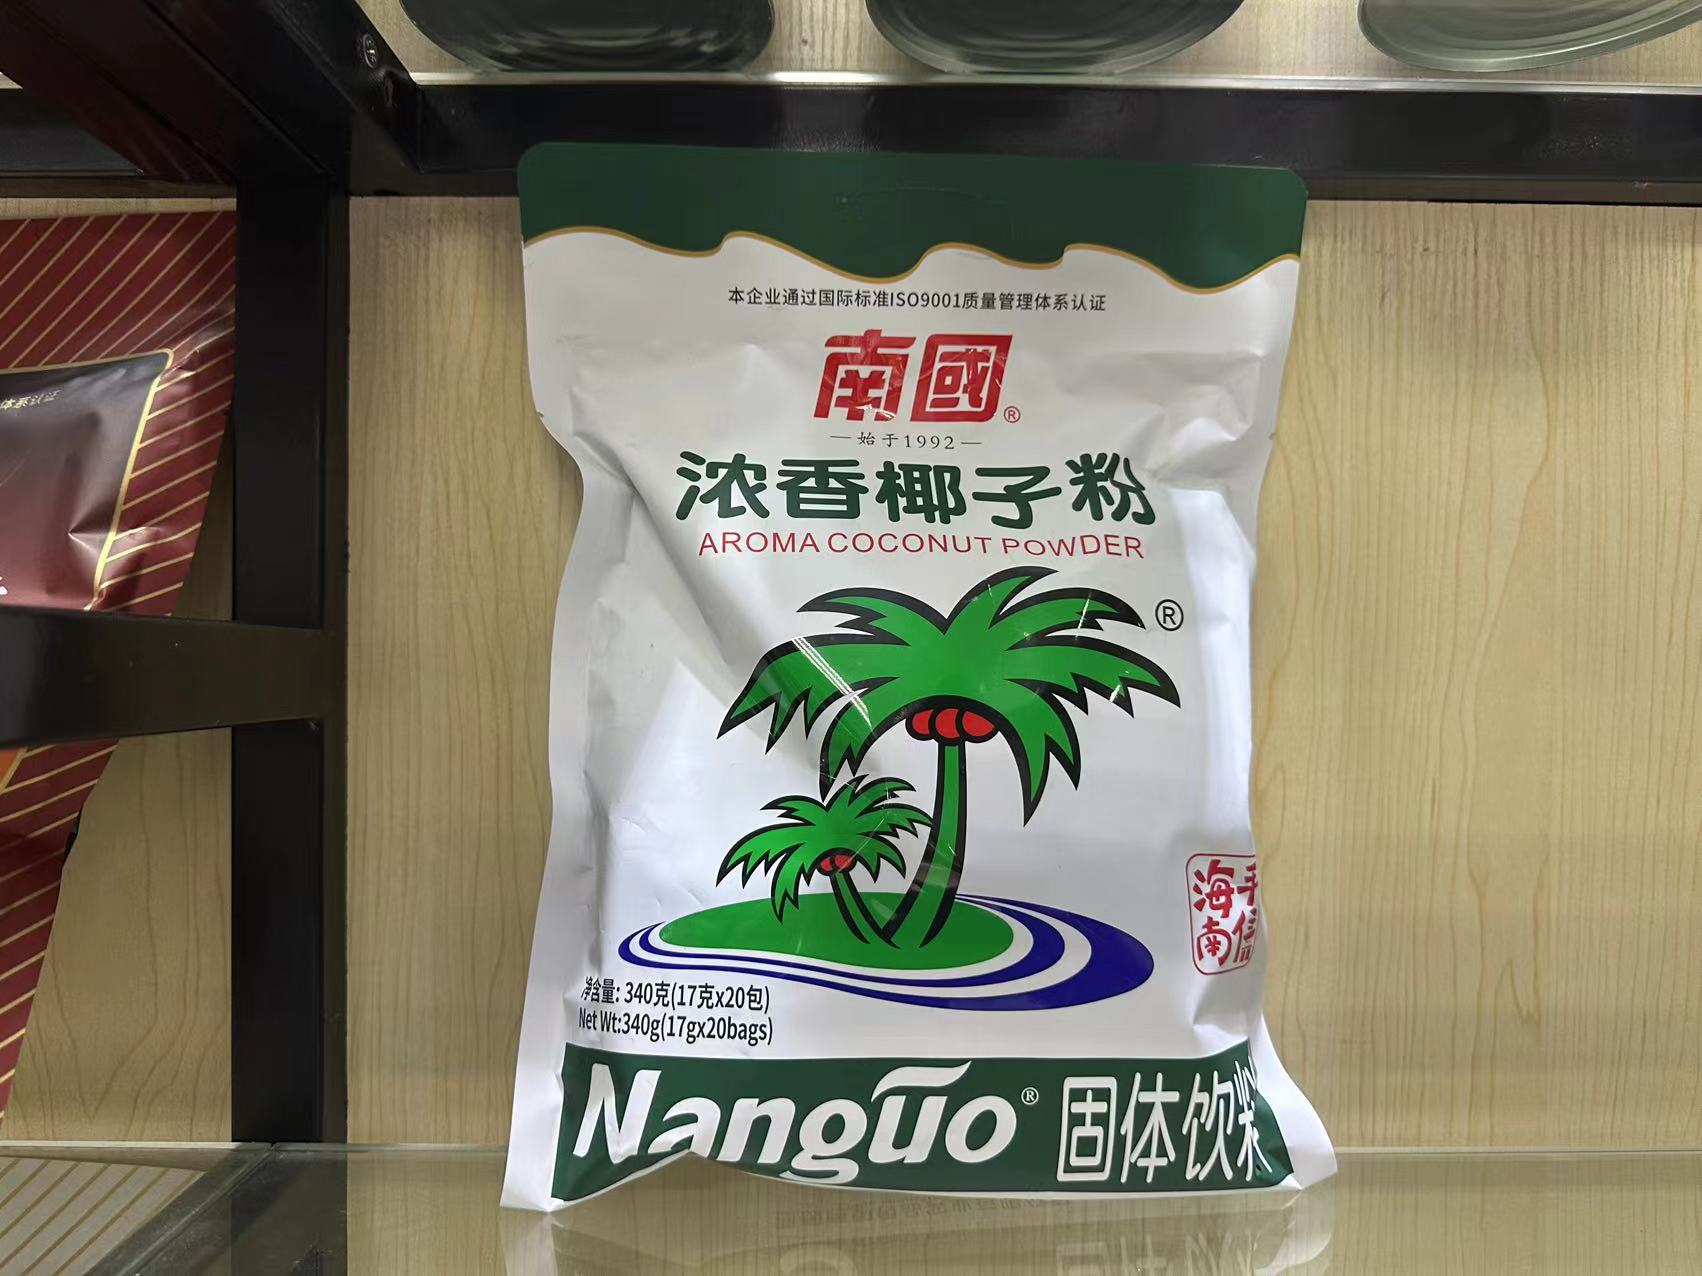 本企业通过国际标准ISO9001质量管理体系认证
南國®
—始于1992—
浓香椰子粉
AROMA COCONUT POWDER
®
海手
南信
净含量: 340克(17克x20包)
Net Wt:340g(17gx20bags)
Nanguo® 固体饮料